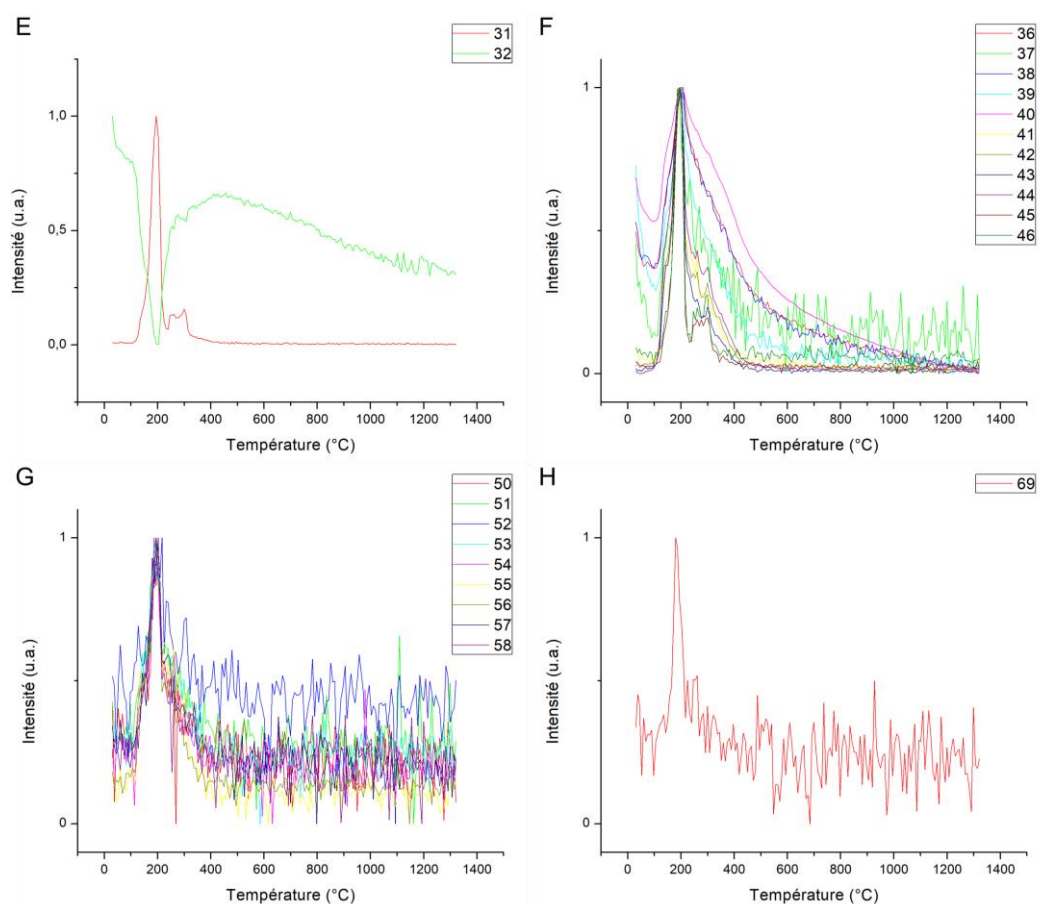 E
31
32
1,0
0,5
0,0
Intensité (u.a.)
0 200 400 600 800 1000 1200 1400
Température (°C)
F
36
37
38
39
40
41
42
43
44
45
46
1
0
Intensité (u.a.)
0 200 400 600 800 1000 1200 1400
Température (°C)
G
50
51
52
53
54
55
56
57
58
1
0
Intensité (u.a.)
0 200 400 600 800 1000 1200 1400
Température (°C)
H
69
1
0
Intensité (u.a.)
0 200 400 600 800 1000 1200 1400
Température (°C)